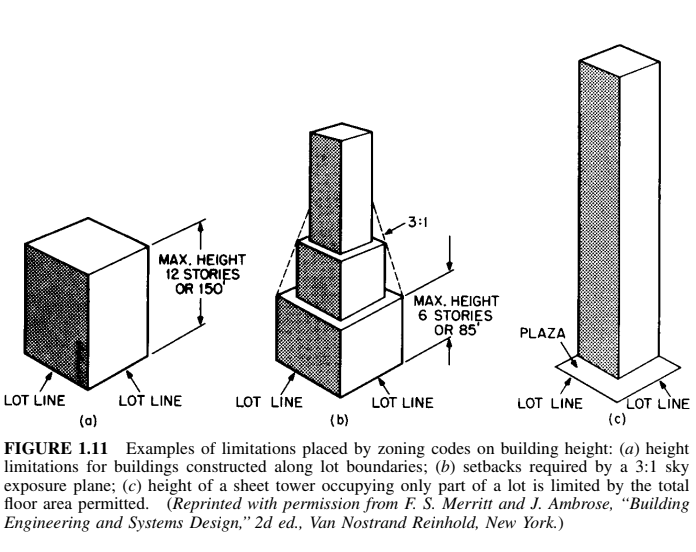 3:1
MAX. HEIGHT
12 STORIES
OR 150'
MAX. HEIGHT
6 STORIES
OR 85'
PLAZA
LOT LINE
LOT LINE
(a)
LOT LINE
LOT LINE
(b)
LOT LINE
LOT LINE
(c)
FIGURE 1.11 Examples of limitations placed by zoning codes on building height: (a) height
limitations for buildings constructed along lot boundaries; (b) setbacks required by a 3:1 sky
exposure plane; (c) height of a sheet tower occupying only part of a lot is limited by the total
floor area permitted. (Reprinted with permission from F. S. Merritt and J. Ambrose, “Building
Engineering and Systems Design,” 2d ed., Van Nostrand Reinhold, New York.)